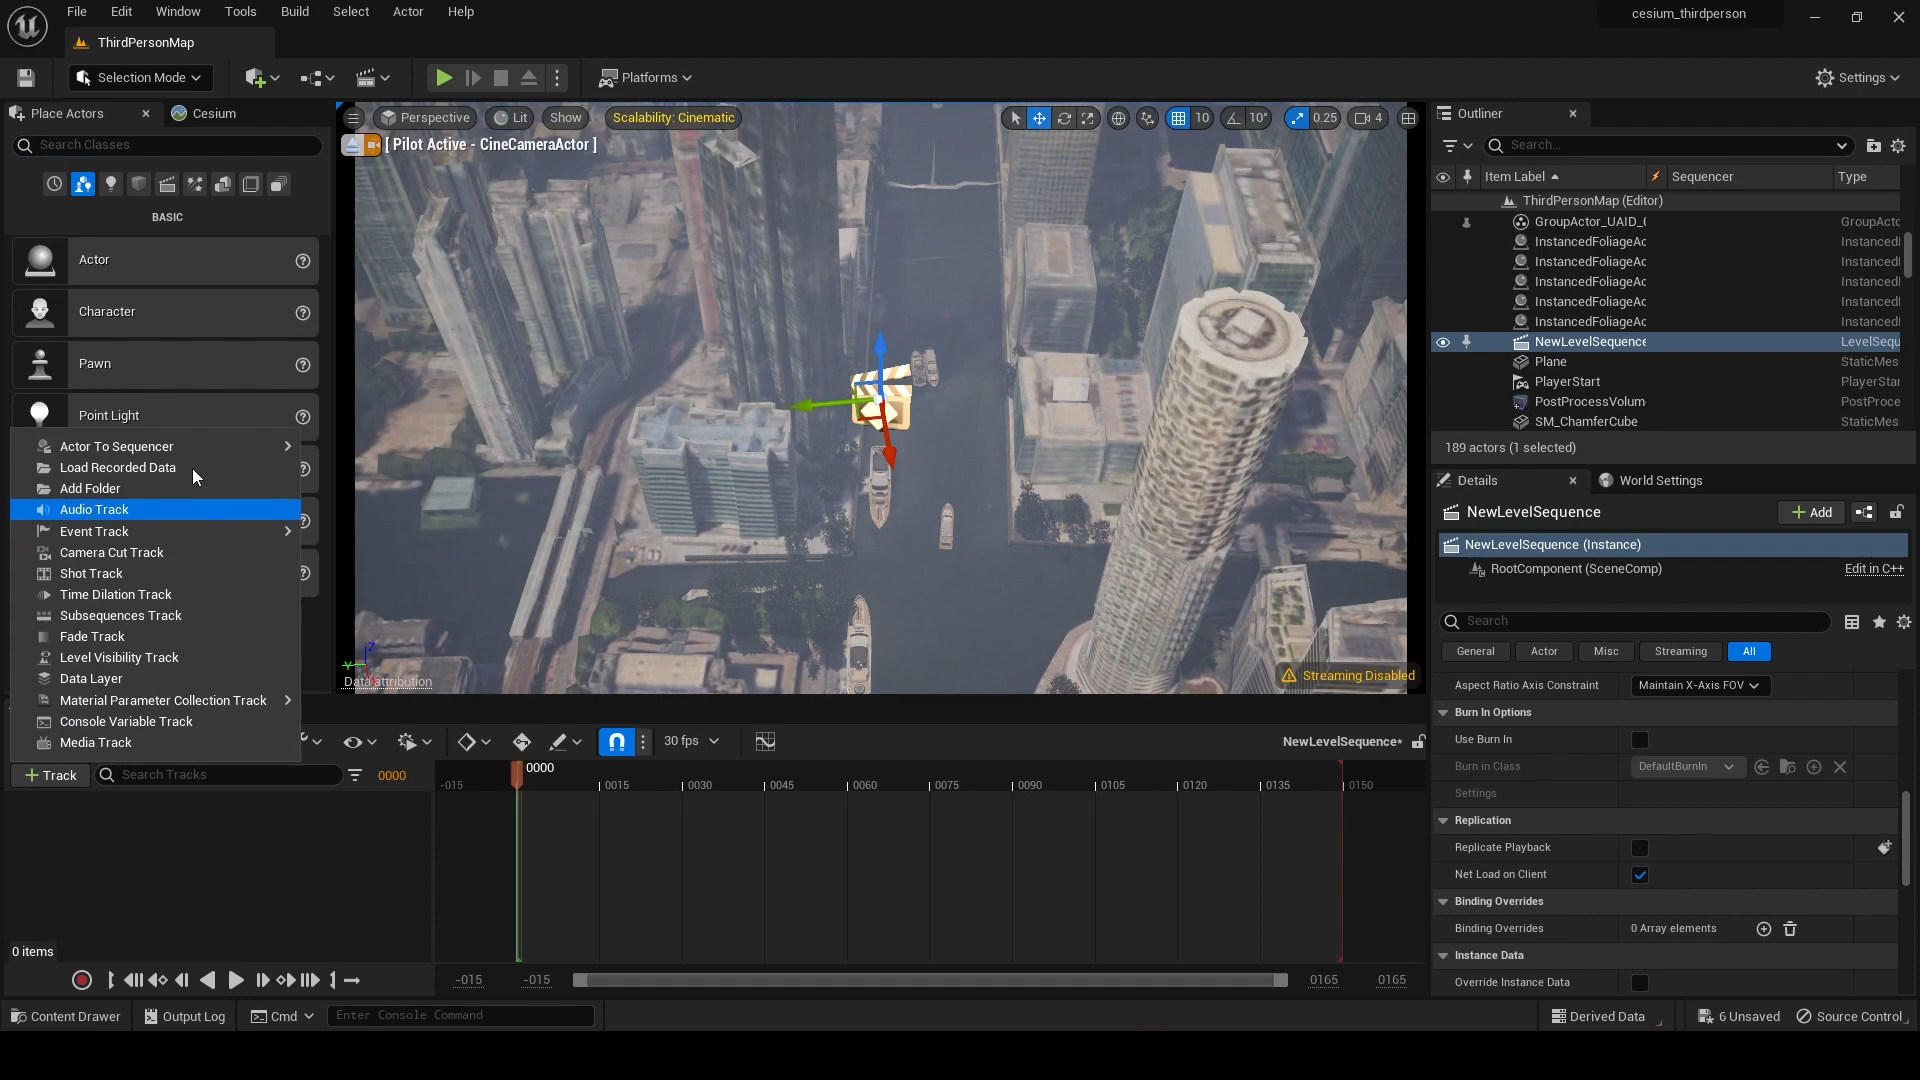 File Edit Window Tools Build Select Actor Help
cesium_thirdperson
ThirdPersonMap
Selection Mode
Platforms
Settings
Place Actors
Cesium
Search Classes
BASIC
Actor
Character
Pawn
Point Light
Actor To Sequencer
Load Recorded Data
Add Folder
Audio Track
Event Track
Camera Cut Track
Shot Track
Time Dilation Track
Subsequences Track
Fade Track
Level Visibility Track
Data Layer
Material Parameter Collection Track
Console Variable Track
Media Track
Perspective Lit Show Scalability: Cinematic
10 10° 0.25 4
[ Pilot Active - CineCameraActor ]
Z
Y
Data attribution
Streaming Disabled
Outliner
Search...
Item Label Sequencer Type
ThirdPersonMap (Editor)
GroupActor_UAID_( GroupActo
InstancedFoliageAc Instancedl
InstancedFoliageAc Instancedl
InstancedFoliageAc Instancedl
InstancedFoliageAc Instancedl
InstancedFoliageAc Instancedl
NewLevelSequence LevelSequ
Plane StaticMes
PlayerStart PlayerStar
PostProcessVolum PostProce
SM_ChamferCube StaticMes
189 actors (1 selected)
Details
World Settings
NewLevelSequence
Add
NewLevelSequence (Instance)
RootComponent (SceneComp) Edit in C++
Search
General Actor Misc Streaming All
Aspect Ratio Axis Constraint Maintain X-Axis FOV
Burn In Options
Use Burn In
Burn in Class DefaultBurnIn
Settings
Replication
Replicate Playback
Net Load on Client
Binding Overrides
Binding Overrides 0 Array elements
Instance Data
Override Instance Data
30 fps
NewLevelSequence*
Track
Search Tracks
0000
0000
-015 0015 0030 0045 0060 0075 0090 0105 0120 0135 0150
0 items
-015 -015 0165 0165
Content Drawer Output Log Cmd Enter Console Command
Derived Data 6 Unsaved Source Control